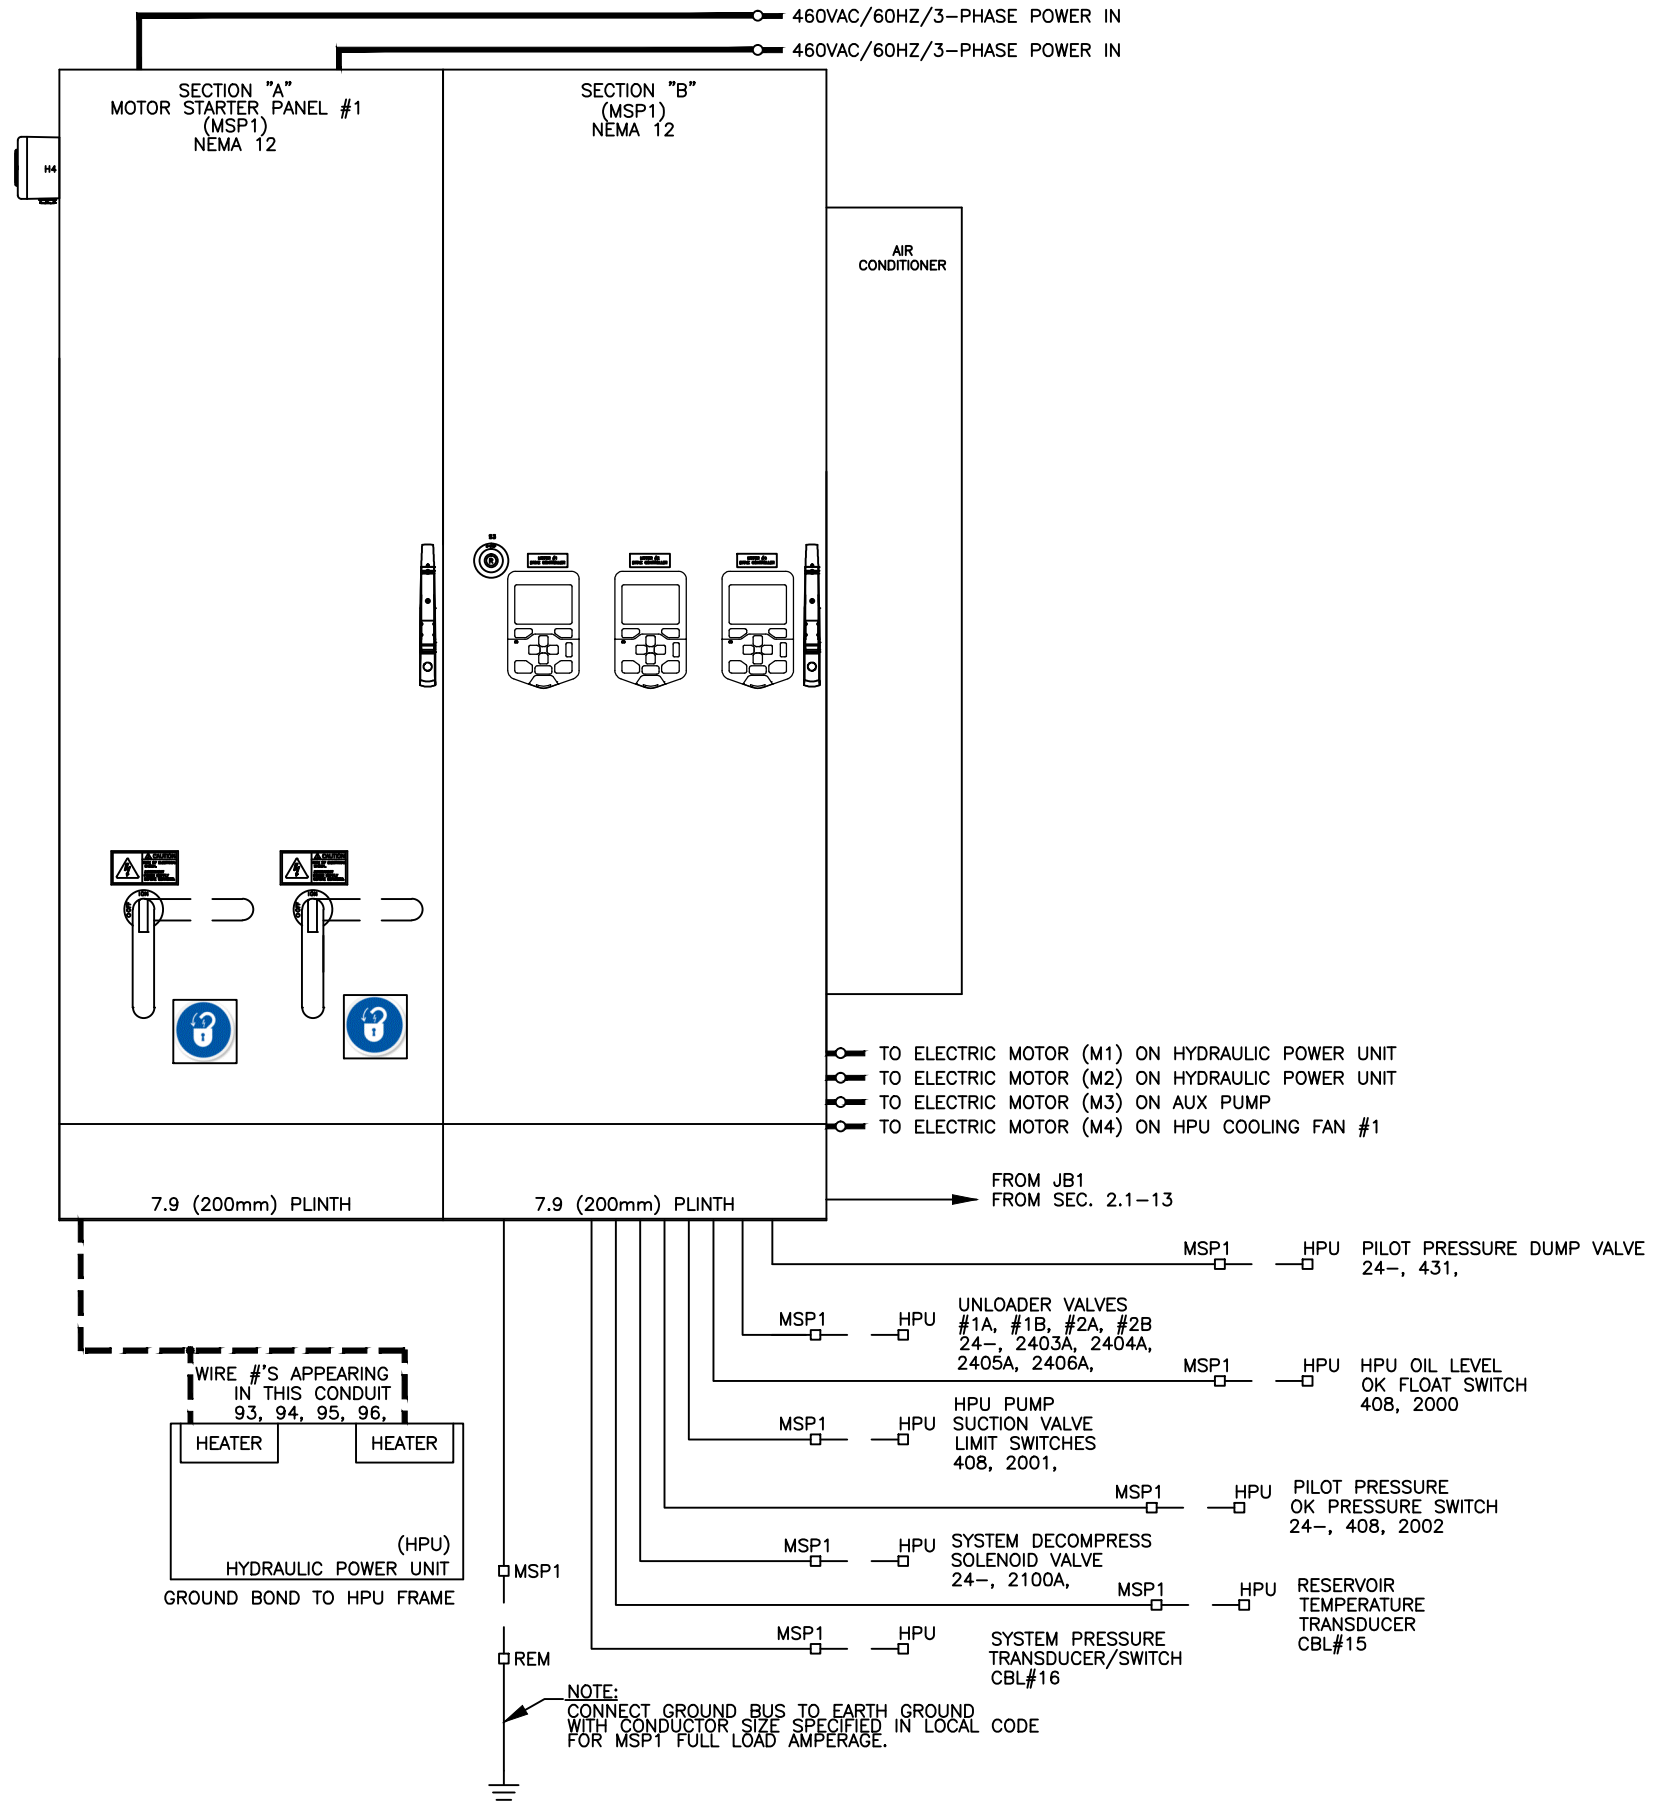 460VAC/60HZ/3-PHASE POWER IN
460VAC/60HZ/3-PHASE POWER IN
SECTION "A"
MOTOR STARTER PANEL #1
(MSP1)
NEMA 12
SECTION "B"
(MSP1)
NEMA 12
H4
AIR
CONDITIONER
S3
CAUTION
CAUTION
ION
O-OFF
ION
O-OFF
TO ELECTRIC MOTOR (M1) ON HYDRAULIC POWER UNIT
TO ELECTRIC MOTOR (M2) ON HYDRAULIC POWER UNIT
TO ELECTRIC MOTOR (M3) ON AUX PUMP
TO ELECTRIC MOTOR (M4) ON HPU COOLING FAN #1
FROM JB1
FROM SEC. 2.1-13
7.9 (200mm) PLINTH
7.9 (200mm) PLINTH
MSP1
HPU
PILOT PRESSURE DUMP VALVE
24-, 431,
MSP1
HPU
UNLOADER VALVES
#1A, #1B, #2A, #2B
24-, 2403A, 2404A,
2405A, 2406A,
MSP1
HPU
HPU OIL LEVEL
OK FLOAT SWITCH
408, 2000
WIRE #'S APPEARING
IN THIS CONDUIT
93, 94, 95, 96,
HEATER
HEATER
(HPU)
HYDRAULIC POWER UNIT
GROUND BOND TO HPU FRAME
MSP1
HPU
HPU PUMP
SUCTION VALVE
LIMIT SWITCHES
408, 2001,
MSP1
HPU
PILOT PRESSURE
OK PRESSURE SWITCH
24-, 408, 2002
MSP1
HPU
SYSTEM DECOMPRESS
SOLENOID VALVE
24-, 2100A,
MSP1
HPU
RESERVOIR
TEMPERATURE
TRANSDUCER
CBL#15
MSP1
HPU
SYSTEM PRESSURE
TRANSDUCER/SWITCH
CBL#16
MSP1
REM
NOTE:
CONNECT GROUND BUS TO EARTH GROUND
WITH CONDUCTOR SIZE SPECIFIED IN LOCAL CODE
FOR MSP1 FULL LOAD AMPERAGE.